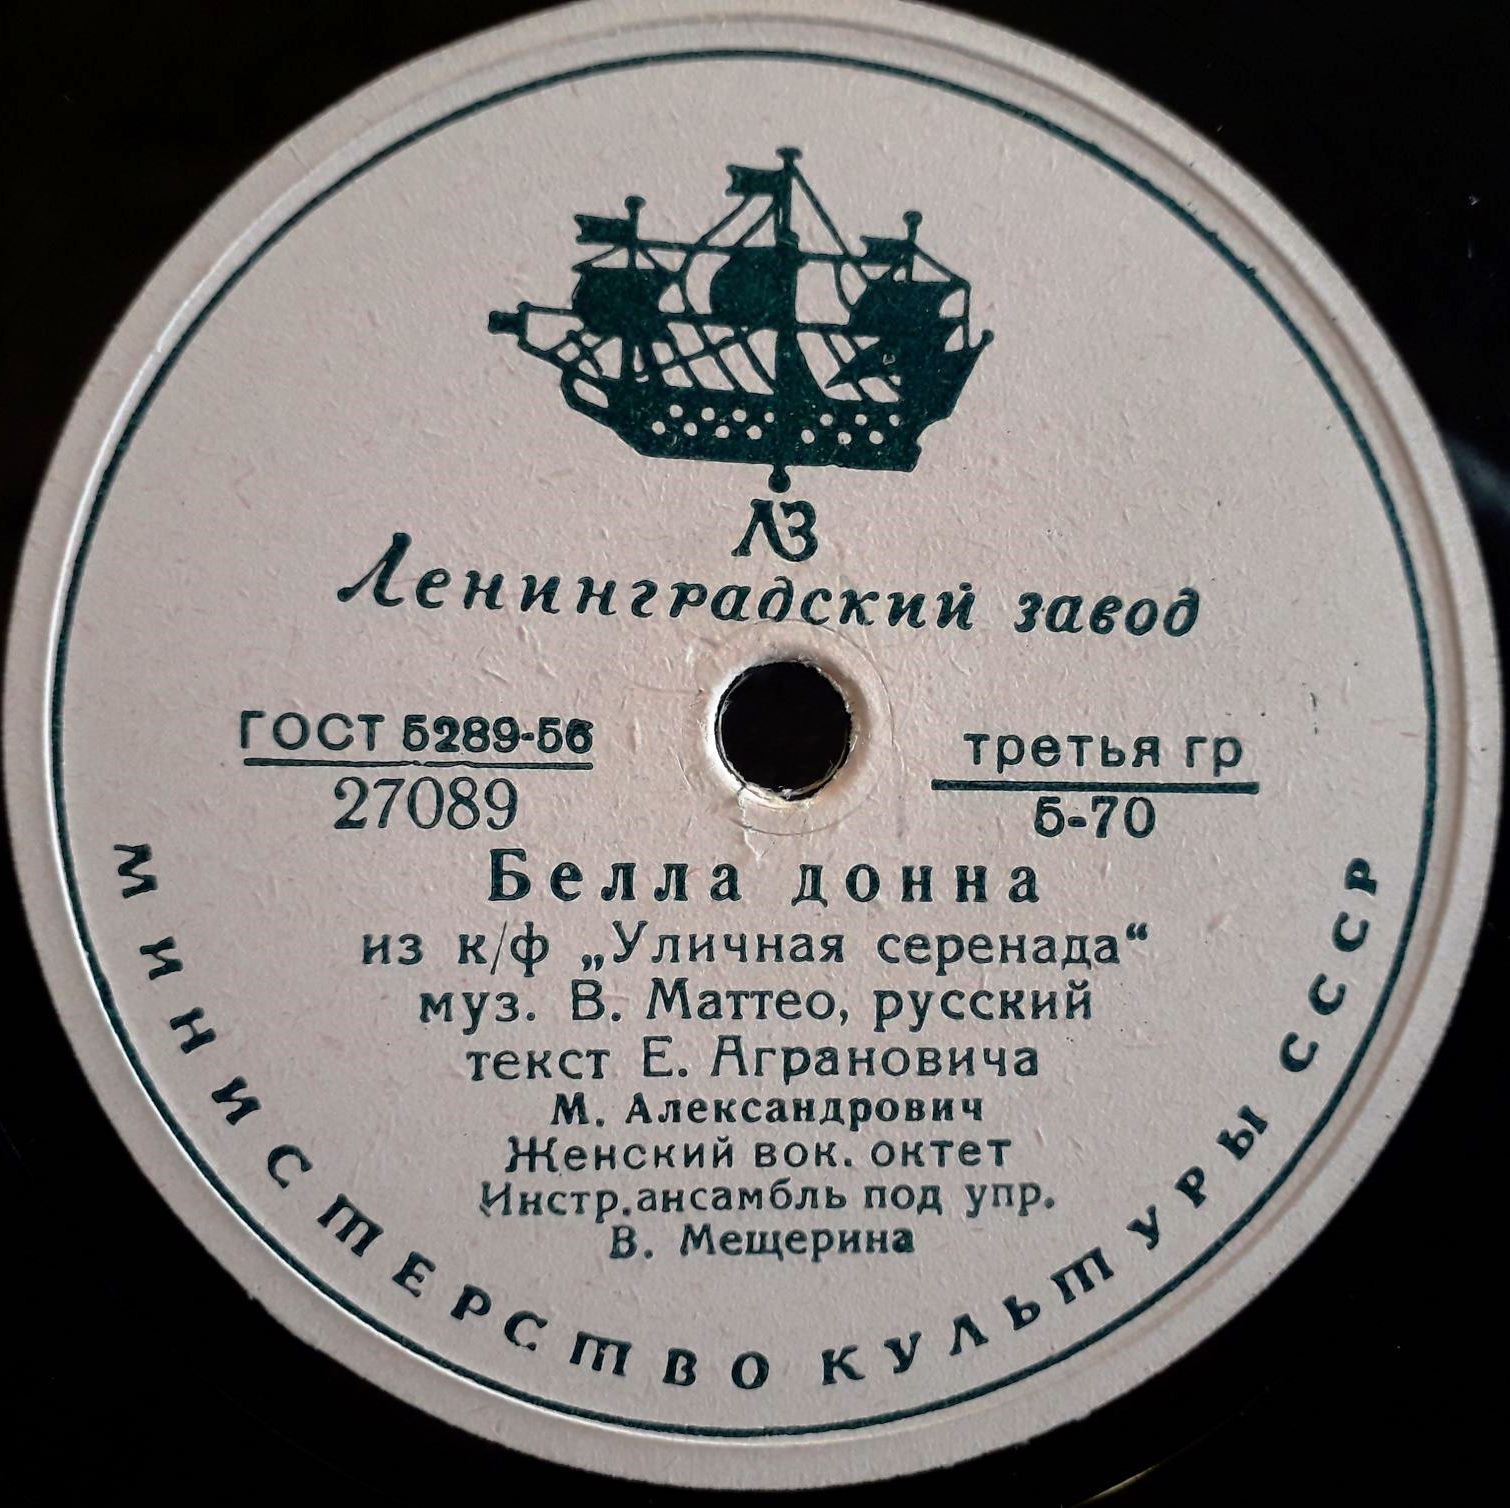 ЛЗ
Ленинградский завод
ГОСТ 5289-56
27089
третья гр
Б-70
Белла донна
из к/ф „Уличная серенада“
муз. В. Маттео, русский
текст Е. Аграновича
М. Александрович
Женский вок. октет
Инстр. ансамбль под упр.
В. Мещерина
МИНИСТЕРСТВО КУЛЬТУРЫ СССР